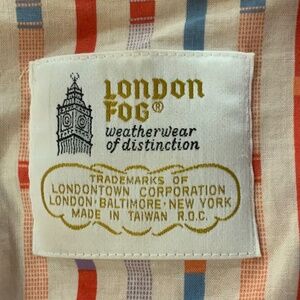 LONDON
FOG®
weatherwear
of distinction
TRADEMARKS OF
LONDONTOWN CORPORATION
LONDON · BALTIMORE · NEW YORK
MADE IN TAIWAN R.O.C.